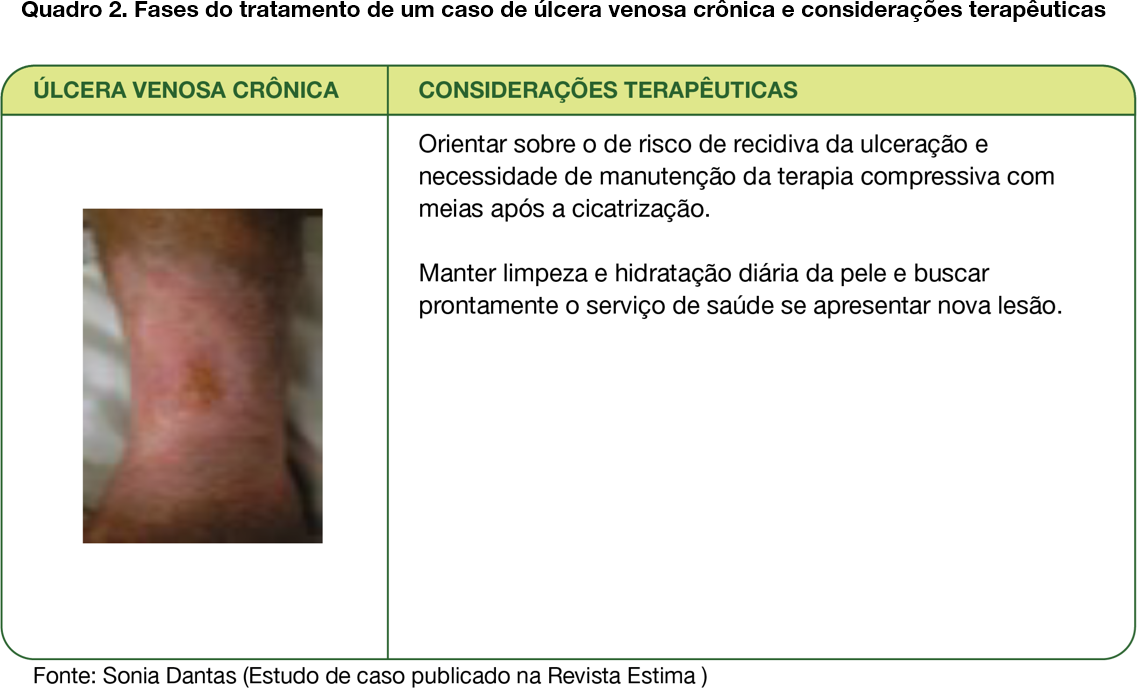 Quadro 2. Fases do tratamento de um caso de úlcera venosa crônica e considerações terapêuticas
ÚLCERA VENOSA CRÔNICA
CONSIDERAÇÕES TERAPÊUTICAS
Orientar sobre o de risco de recidiva da ulceração e
necessidade de manutenção da terapia compressiva com
meias após a cicatrização.
Manter limpeza e hidratação diária da pele e buscar
prontamente o serviço de saúde se apresentar nova lesão.
Fonte: Sonia Dantas (Estudo de caso publicado na Revista Estima )